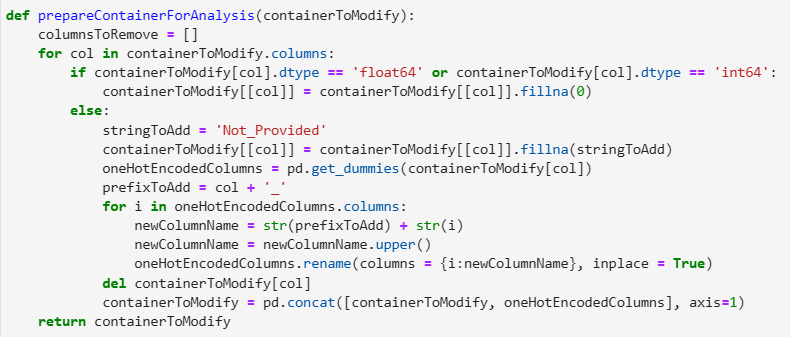 def prepareContainerForAnalysis(containerToModify):
    columnsToRemove = []
    for col in containerToModify.columns:
        if containerToModify[col].dtype == 'float64' or containerToModify[col].dtype == 'int64':
            containerToModify[[col]] = containerToModify[[col]].fillna(0)
        else:
            stringToAdd = 'Not_Provided'
            containerToModify[[col]] = containerToModify[[col]].fillna(stringToAdd)
            oneHotEncodedColumns = pd.get_dummies(containerToModify[col])
            prefixToAdd = col + '_'
            for i in oneHotEncodedColumns.columns:
                newColumnName = str(prefixToAdd) + str(i)
                newColumnName = newColumnName.upper()
                oneHotEncodedColumns.rename(columns = {i:newColumnName}, inplace = True)
            del containerToModify[col]
            containerToModify = pd.concat([containerToModify, oneHotEncodedColumns], axis=1)
    return containerToModify